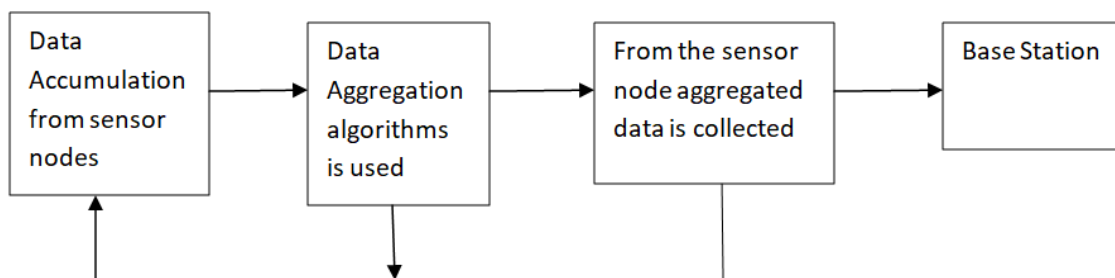 Data
Accumulation
from sensor
nodes
Data
Aggregation
algorithms
is used
From the sensor
node aggregated
data is collected
Base Station